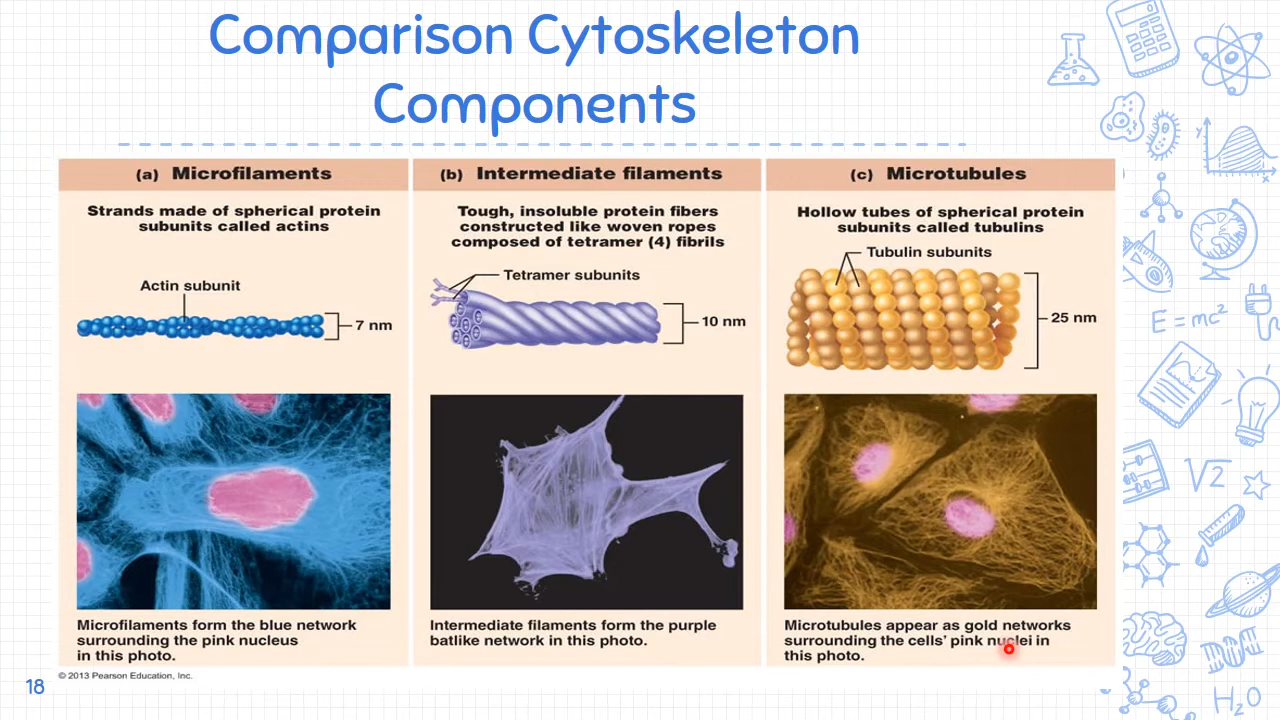 Comparison Cytoskeleton
Components
(a) Microfilaments
Strands made of spherical protein
subunits called actins
Actin subunit
7 nm
Microfilaments form the blue network
surrounding the pink nucleus
in this photo.
(b) Intermediate filaments
Tough, insoluble protein fibers
constructed like woven ropes
composed of tetramer (4) fibrils
Tetramer subunits
10 nm
Intermediate filaments form the purple
batlike network in this photo.
(c) Microtubules
Hollow tubes of spherical protein
subunits called tubulins
Tubulin subunits
25 nm
Microtubules appear as gold networks
surrounding the cells' pink nuclei in
this photo.
© 2013 Pearson Education, Inc.
18
y
x
E=mc²
√2
H₂O